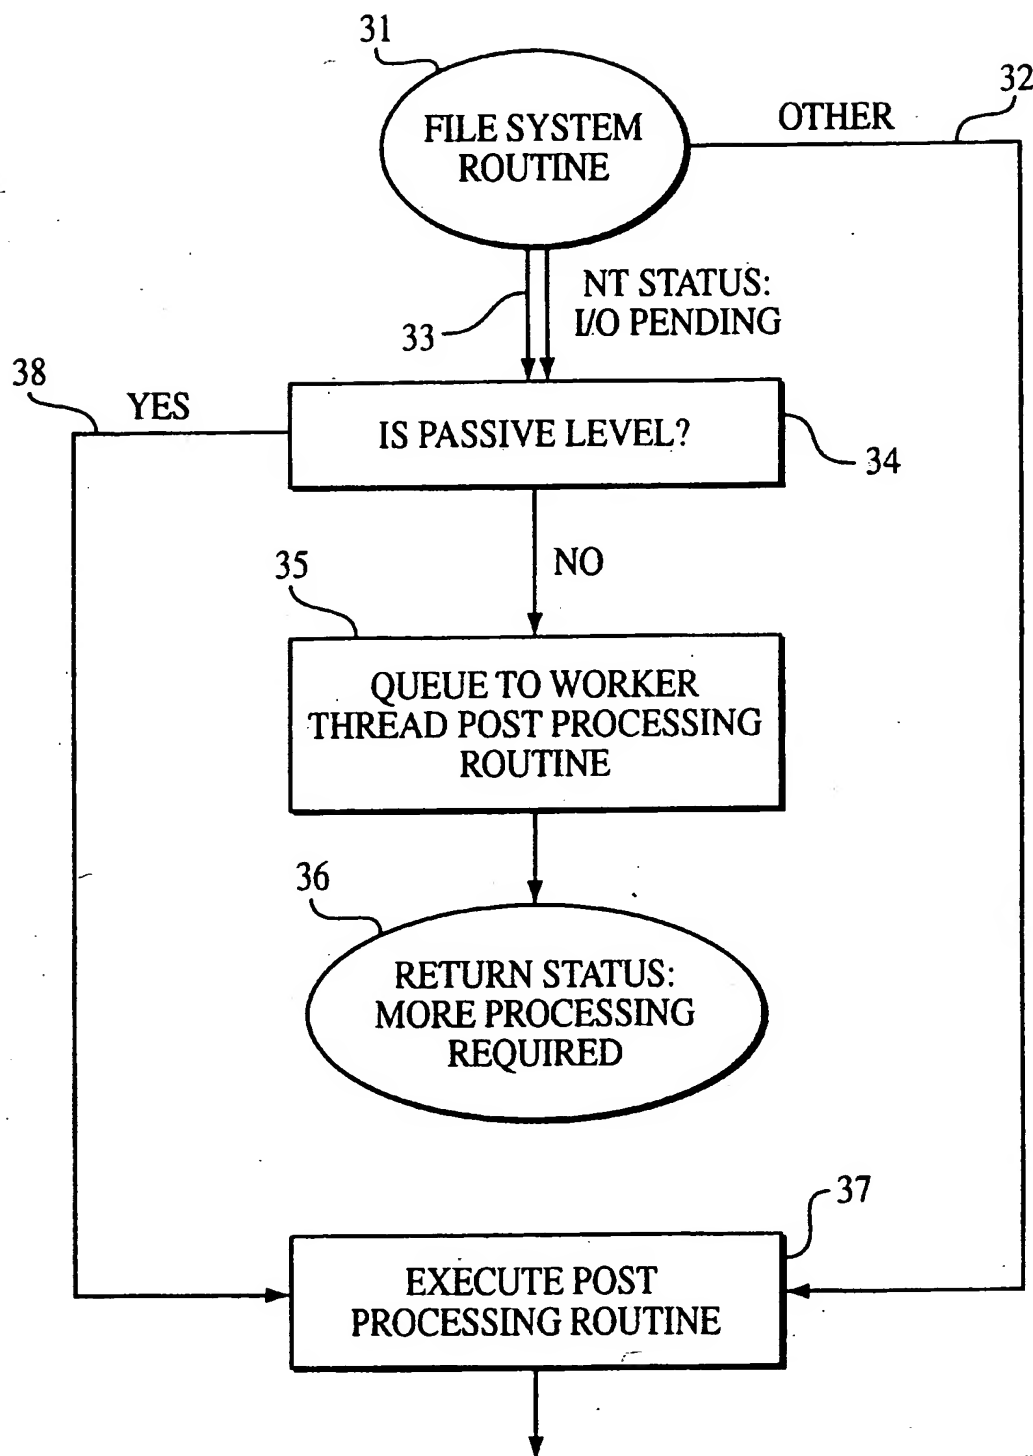 31
32
FILE SYSTEM
ROUTINE
OTHER
NT STATUS:
I/O PENDING
33
38
YES
IS PASSIVE LEVEL?
34
NO
35
QUEUE TO WORKER
THREAD POST PROCESSING
ROUTINE
36
RETURN STATUS:
MORE PROCESSING
REQUIRED
37
EXECUTE POST
PROCESSING ROUTINE